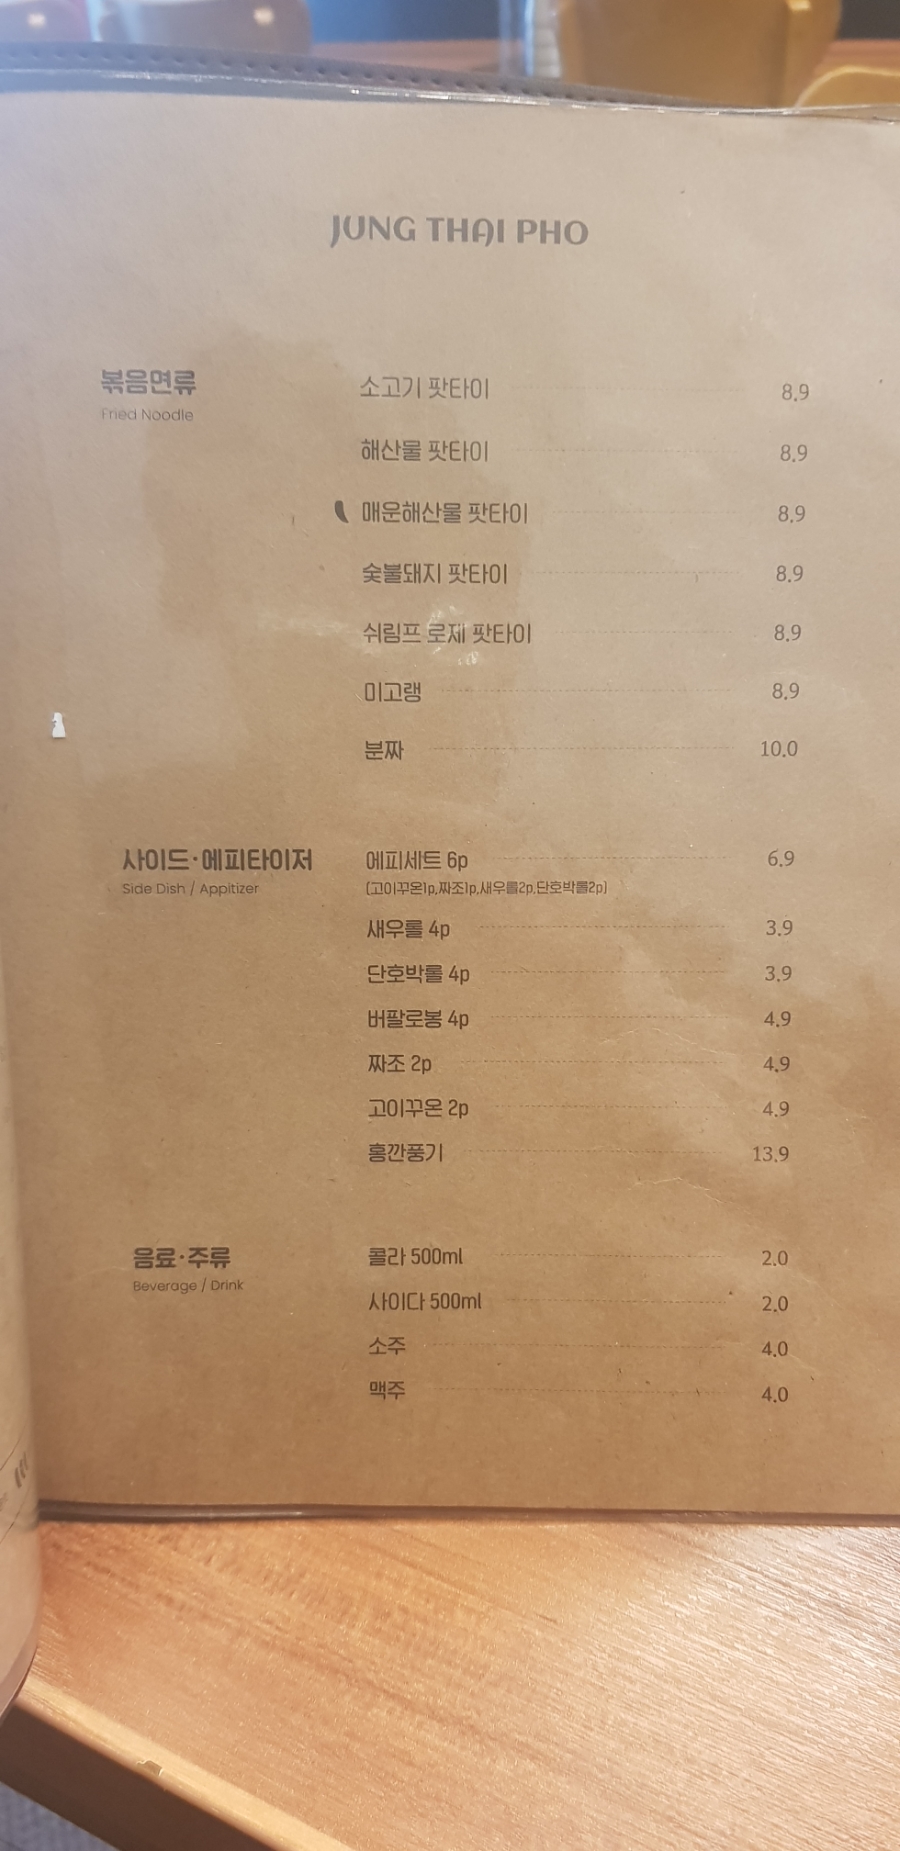 JUNG THAI PHO
볶음면류
Fried Noodle
소고기 팟타이 8.9
해산물 팟타이 8.9
매운해산물 팟타이 8.9
숯불돼지 팟타이 8.9
쉬림프 로제 팟타이 8.9
미고랭 8.9
분짜 10.0
사이드·에피타이저
Side Dish / Appitizer
에피세트 6p 6.9
(고이꾸온1p,짜조1p,새우롤2p,단호박롤2p)
새우롤 4p 3.9
단호박롤 4p 3.9
버팔로봉 4p 4.9
짜조 2p 4.9
고이꾸온 2p 4.9
홍깐풍기 13.9
음료·주류
Beverage / Drink
콜라 500ml 2.0
사이다 500ml 2.0
소주 4.0
맥주 4.0